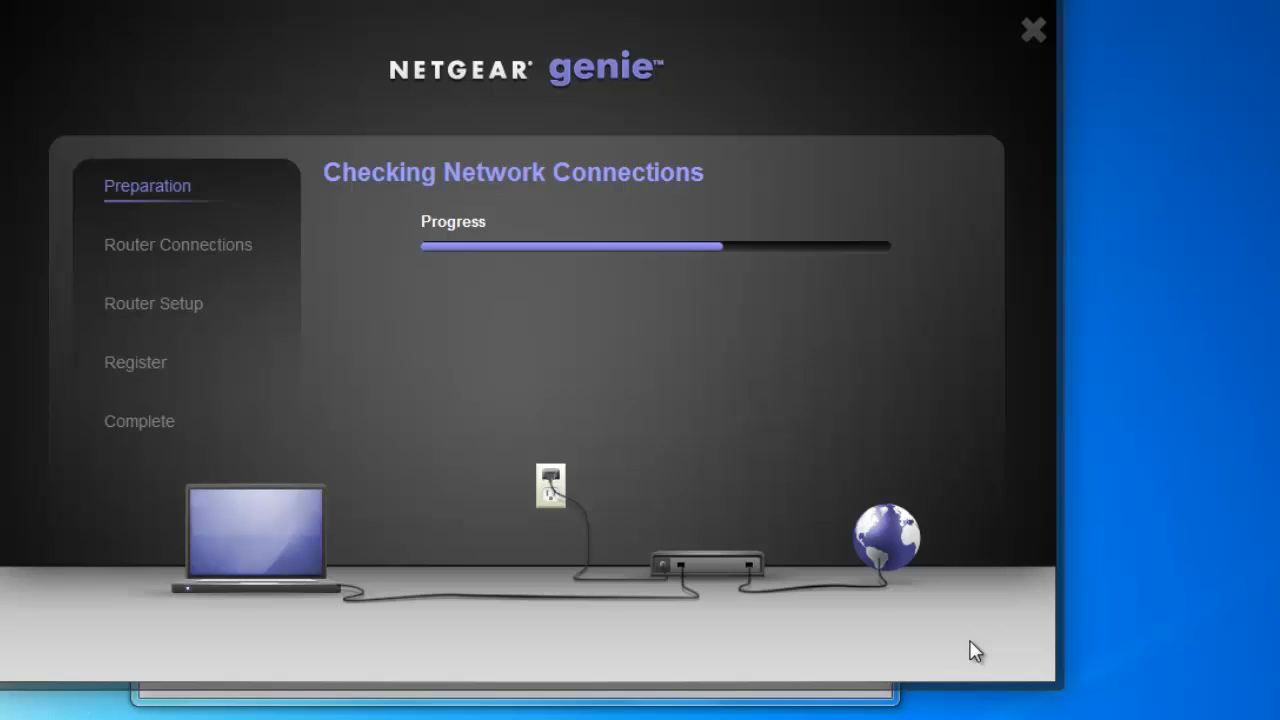 NETGEAR® genie™
Checking Network Connections
Progress
Preparation
Router Connections
Router Setup
Register
Complete